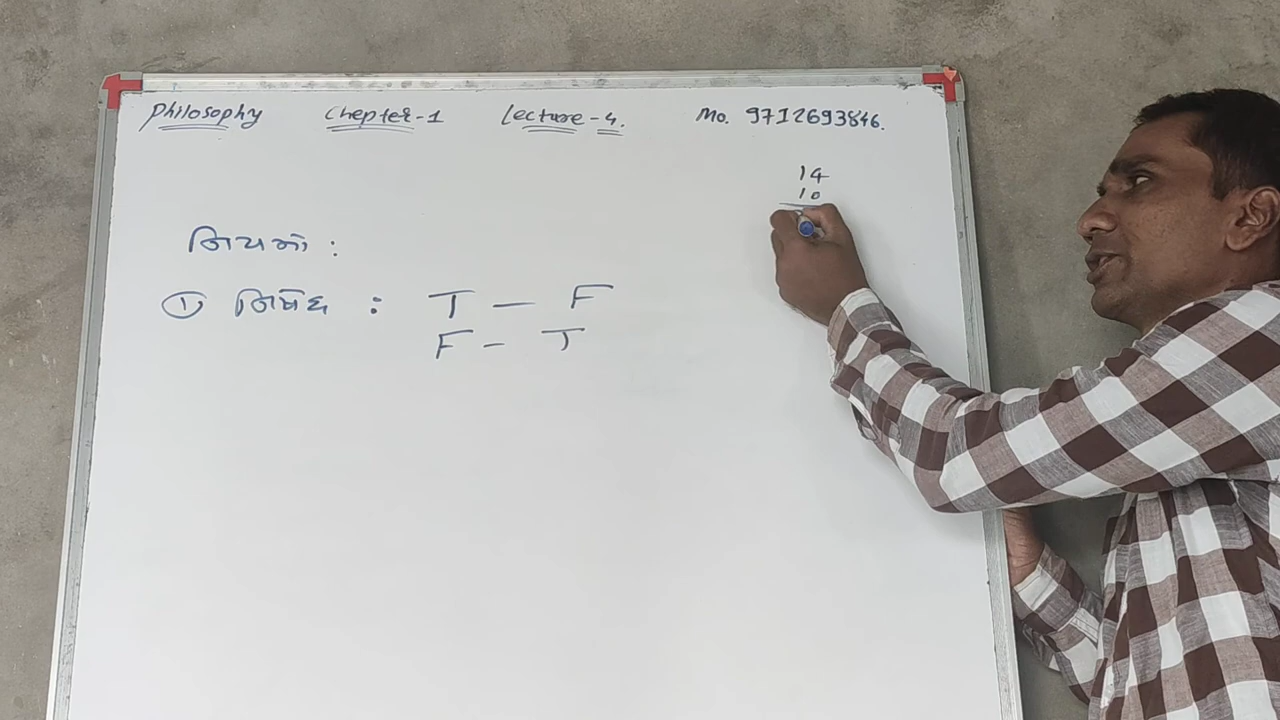 Philosophy Chepter-1 Lecture-4. Mo. 9712693846.
14
10
નિયમો :
① નિષેધ : T — F
F - T